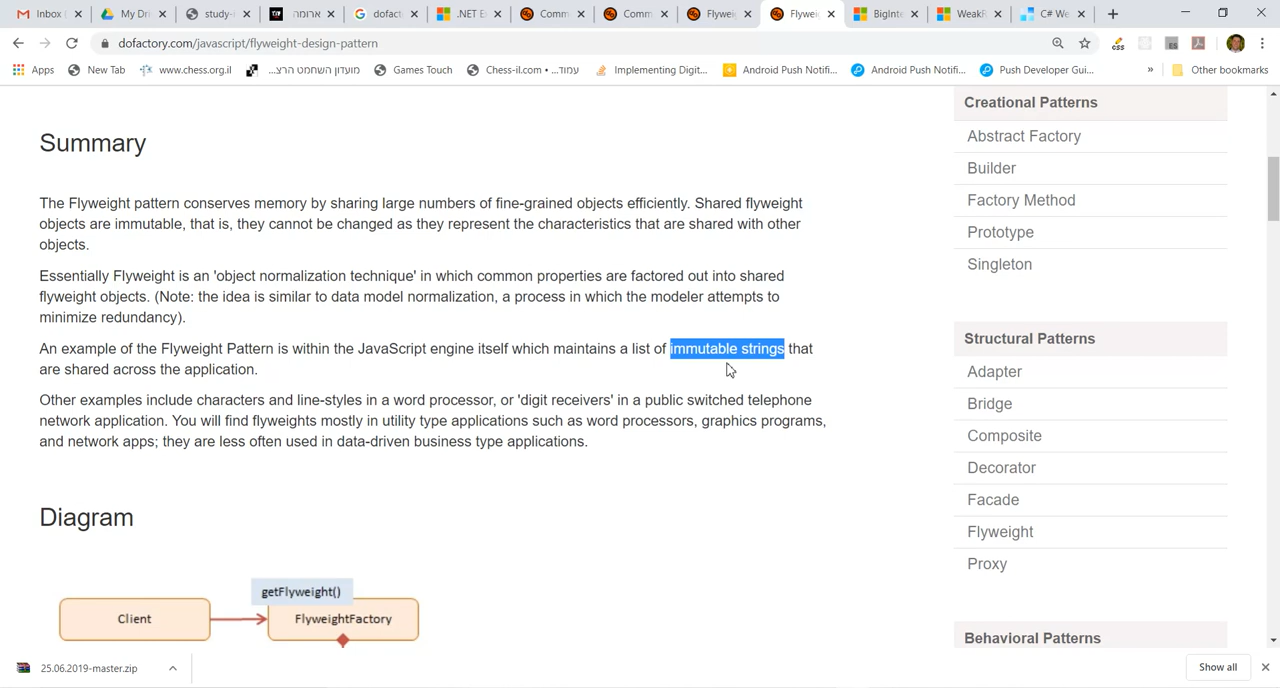 Inbox (
My Dri
study-i
ארומה
dofact
.NET E
Comm
Comm
Flywei
Flywei
BigInte
WeakR
C# We
dofactory.com/javascript/flyweight-design-pattern
Apps
New Tab
www.chess.org.il
מועדון השחמט הרצ...
Games Touch
Chess-il.com • עמוד...
Implementing Digit...
Android Push Notifi...
Android Push Notifi...
Push Developer Gui...
»
Other bookmarks
Summary
The Flyweight pattern conserves memory by sharing large numbers of fine-grained objects efficiently. Shared flyweight
objects are immutable, that is, they cannot be changed as they represent the characteristics that are shared with other
objects.
Essentially Flyweight is an 'object normalization technique' in which common properties are factored out into shared
flyweight objects. (Note: the idea is similar to data model normalization, a process in which the modeler attempts to
minimize redundancy).
An example of the Flyweight Pattern is within the JavaScript engine itself which maintains a list of immutable strings that
are shared across the application.
Other examples include characters and line-styles in a word processor, or 'digit receivers' in a public switched telephone
network application. You will find flyweights mostly in utility type applications such as word processors, graphics programs,
and network apps; they are less often used in data-driven business type applications.
Diagram
getFlyweight()
Client
FlyweightFactory
Creational Patterns
Abstract Factory
Builder
Factory Method
Prototype
Singleton
Structural Patterns
Adapter
Bridge
Composite
Decorator
Facade
Flyweight
Proxy
Behavioral Patterns
25.06.2019-master.zip
Show all